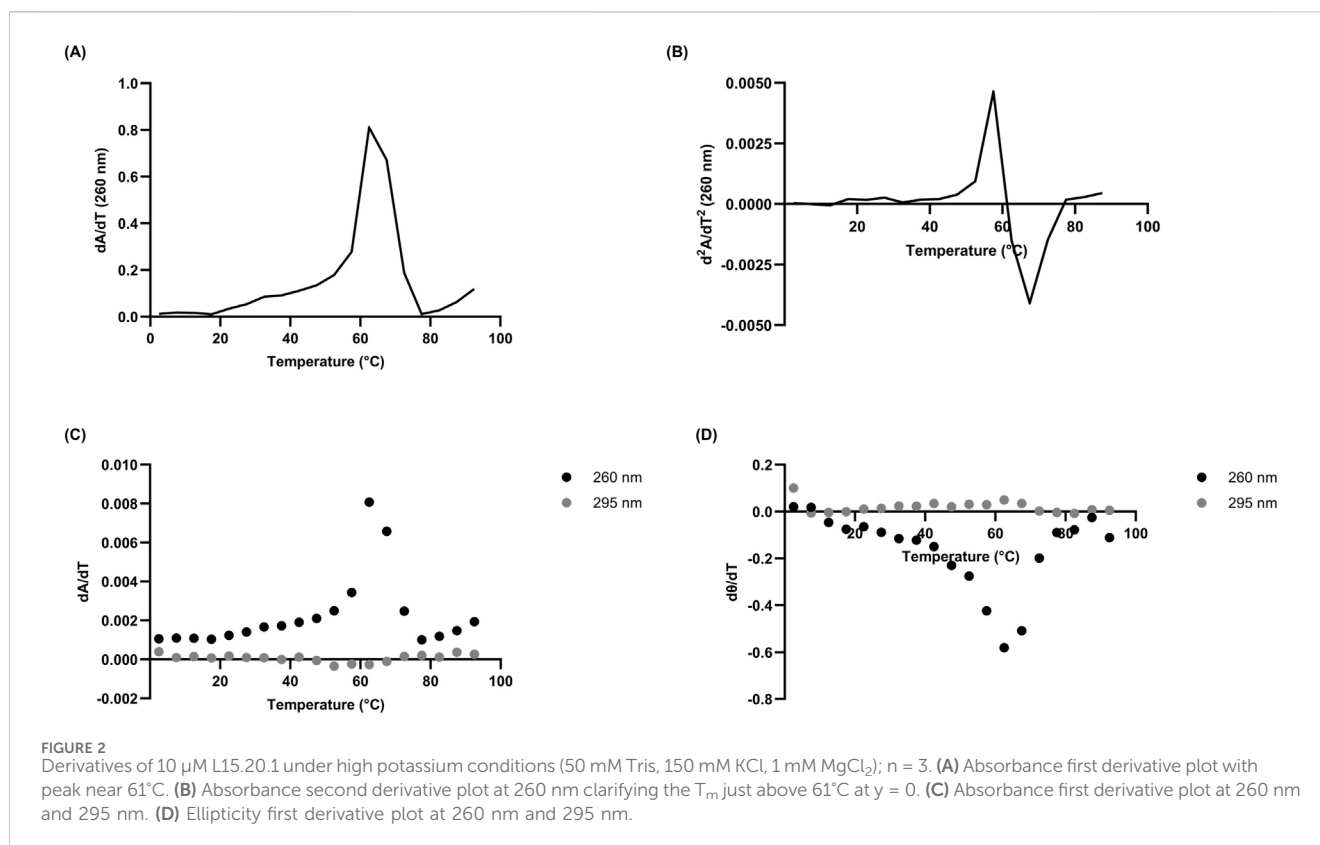 (A)
1.0
0.8
0.6
0.4
0.2
0.0
dA/dT (260 nm)
0
20
40
60
80
100
Temperature (°C)
(B)
0.0050
0.0025
0.0000
-0.0025
-0.0050
d²A/dT² (260 nm)
20
40
60
80
100
Temperature (°C)
(C)
0.010
0.008
0.006
0.004
0.002
0.000
-0.002
dA/dT
20
40
60
80
100
Temperature (°C)
260 nm
295 nm
(D)
0.2
0.0
-0.2
-0.4
-0.6
-0.8
dθ/dT
20
40
60
80
100
Temperature (°C)
260 nm
295 nm
FIGURE 2
Derivatives of 10 µM L15.20.1 under high potassium conditions (50 mM Tris, 150 mM KCl, 1 mM MgCl₂); n = 3. (A) Absorbance first derivative plot with
peak near 61°C. (B) Absorbance second derivative plot at 260 nm clarifying the Tₘ just above 61°C at y = 0. (C) Absorbance first derivative plot at 260 nm
and 295 nm. (D) Ellipticity first derivative plot at 260 nm and 295 nm.